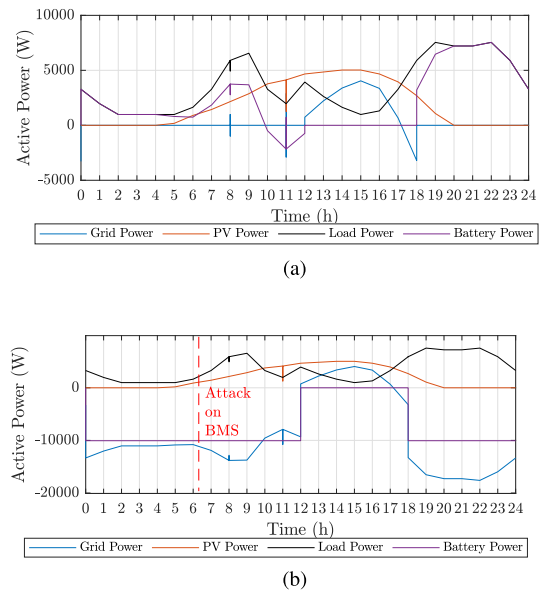 10000
5000
0
-5000
Active Power (W)
0 1 2 3 4 5 6 7 8 9 10 11 12 13 14 15 16 17 18 19 20 21 22 23 24
Time (h)
Grid Power PV Power Load Power Battery Power
(a)
0
-10000
-20000
Active Power (W)
Attack
on
BMS
0 1 2 3 4 5 6 7 8 9 10 11 12 13 14 15 16 17 18 19 20 21 22 23 24
Time (h)
Grid Power PV Power Load Power Battery Power
(b)